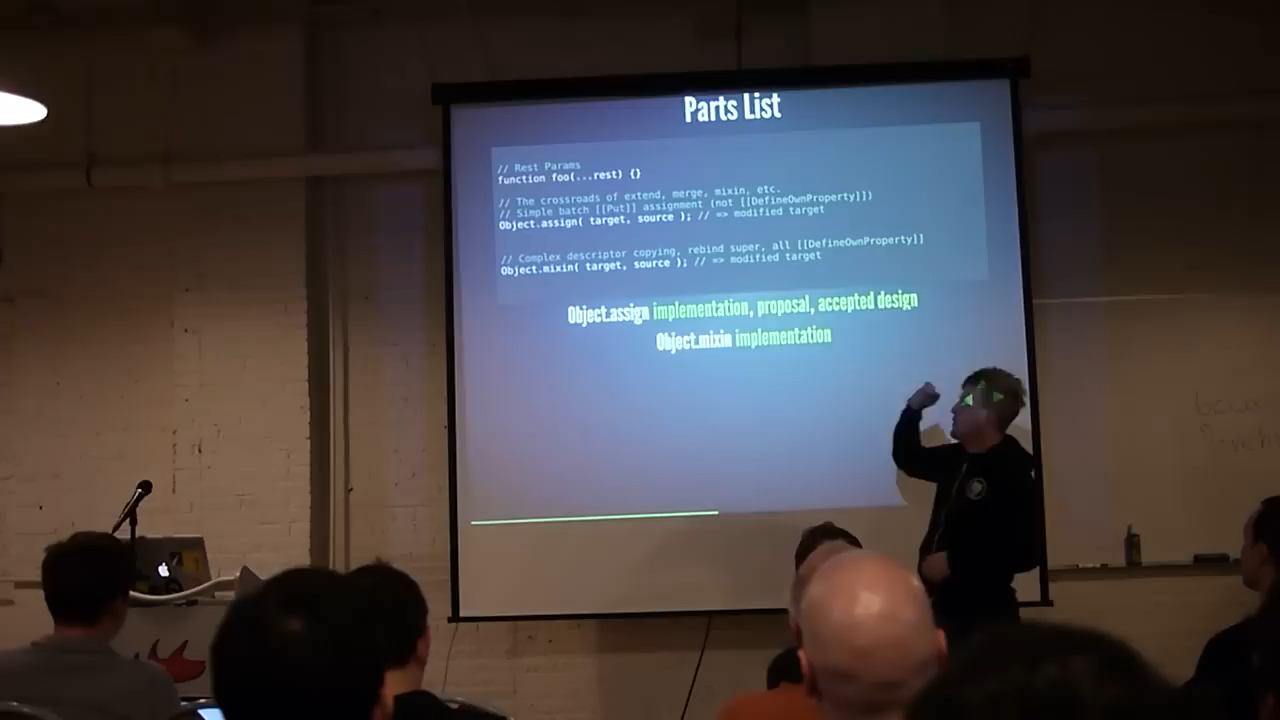 Parts List
// Rest Params
function foo(...rest) {}
// The crossroads of extend, merge, mixin, etc.
// Simple batch [[Put]] assignment (not [[DefineOwnProperty]])
Object.assign( target, source ); // => modified target
// Complex descriptor copying, rebind super, all [[DefineOwnProperty]]
Object.mixin( target, source ); // => modified target
Object.assign implementation, proposal, accepted design
Object.mixin implementation